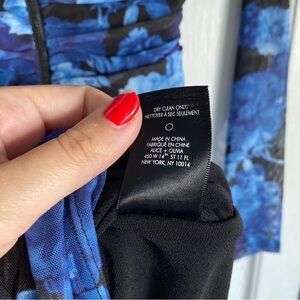 DRY CLEAN ONLY
NETTOYER À SEC SEULEMENT
MADE IN CHINA
FABRIQUÉ EN CHINE
ALICE + OLIVIA
450 W 14TH ST 11 FL
NEW YORK, NY 10014